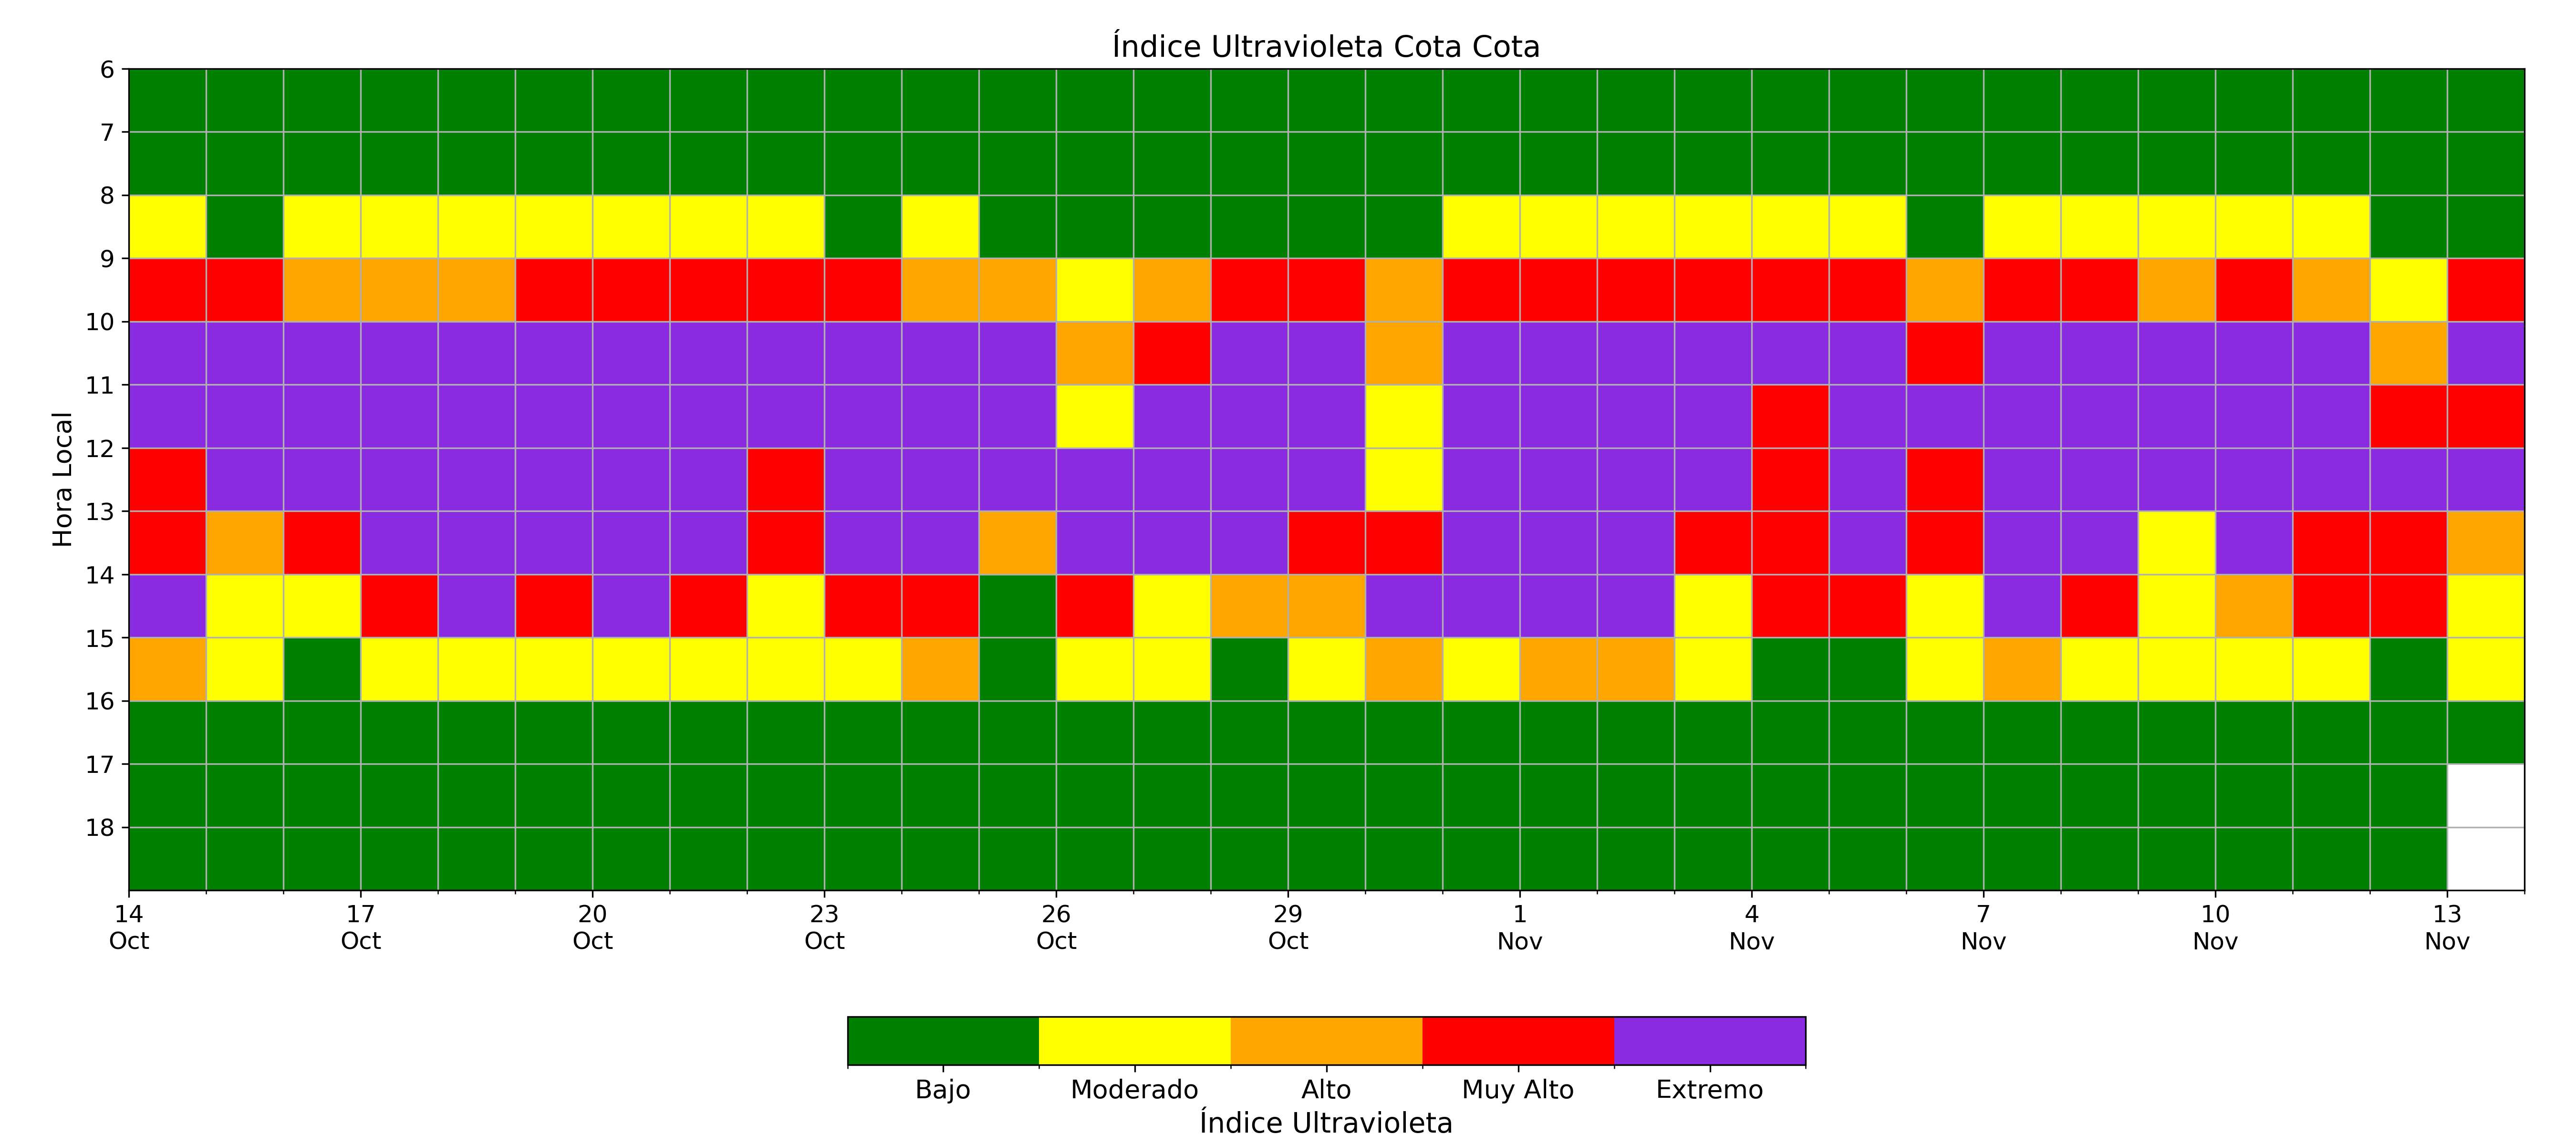 Índice Ultravioleta Cota Cota
Hora Local
6
7
8
9
10
11
12
13
14
15
16
17
18
14 17 20 23 26 29 1 4 7 10 13
Oct Oct Oct Oct Oct Oct Nov Nov Nov Nov Nov
Bajo Moderado Alto Muy Alto Extremo
Índice Ultravioleta